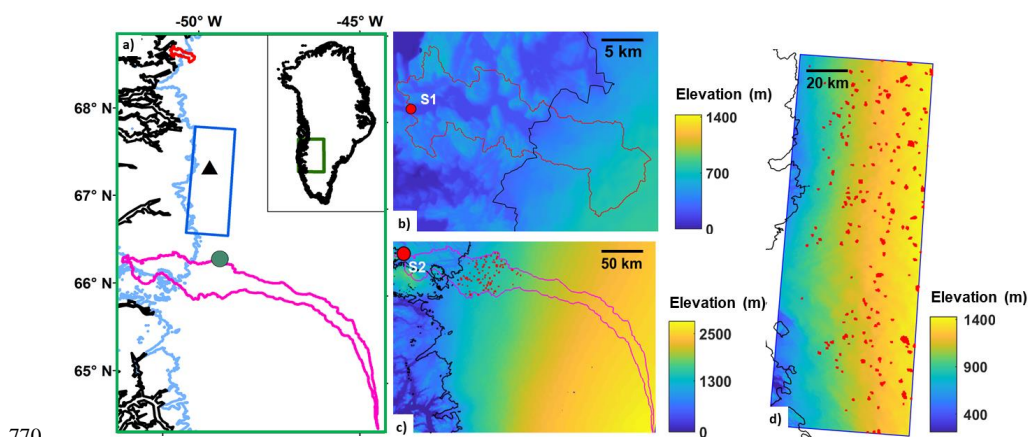 -50° W
-45° W
a)
68° N
67° N
66° N
65° N
5 km
S1
b)
Elevation (m)
1400
700
0
50 km
S2
c)
Elevation (m)
2500
1300
0
20 km
d)
Elevation (m)
1400
900
400
770